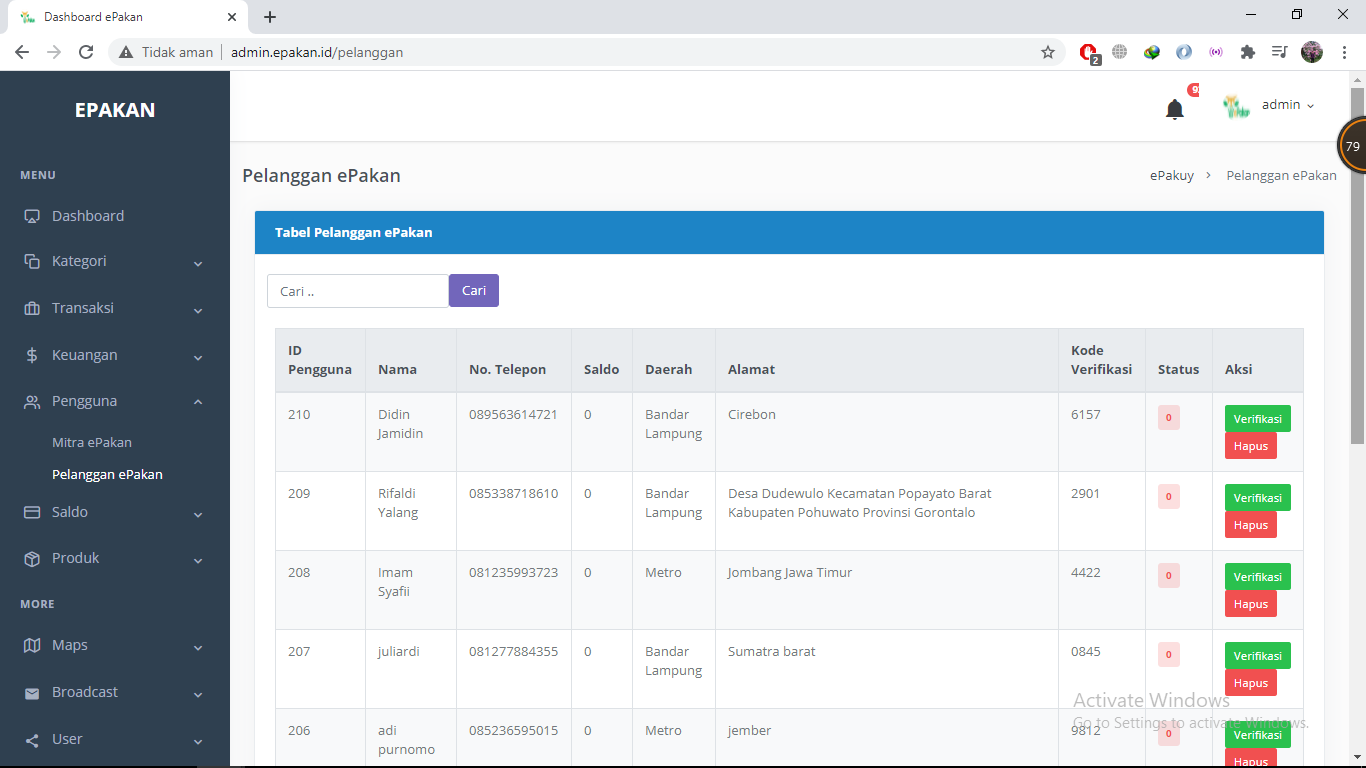 Dashboard ePakan
Tidak aman
admin.epakan.id/pelanggan
2
EPAKAN
admin
79
MENU
Dashboard
Kategori
Transaksi
Keuangan
Pengguna
Mitra ePakan
Pelanggan ePakan
Saldo
Produk
MORE
Maps
Broadcast
User
Pelanggan ePakan
ePakuy > Pelanggan ePakan
Tabel Pelanggan ePakan
Cari ..
Cari
ID
Pengguna
Nama
No. Telepon
Saldo
Daerah
Alamat
Kode
Verifikasi
Status
Aksi
210
Didin
Jamidin
089563614721
0
Bandar
Lampung
Cirebon
6157
0
Verifikasi
Hapus
209
Rifaldi
Yalang
085338718610
0
Bandar
Lampung
Desa Dudewulo Kecamatan Popayato Barat
Kabupaten Pohuwato Provinsi Gorontalo
2901
0
Verifikasi
Hapus
208
Imam
Syafii
081235993723
0
Metro
Jombang Jawa Timur
4422
0
Verifikasi
Hapus
207
juliardi
081277884355
0
Bandar
Lampung
Sumatra barat
0845
0
Verifikasi
Hapus
206
adi
purnomo
085236595015
0
Metro
jember
9812
0
Verifikasi
Hapus
Activate Windows
Go to Settings to activate Windows.